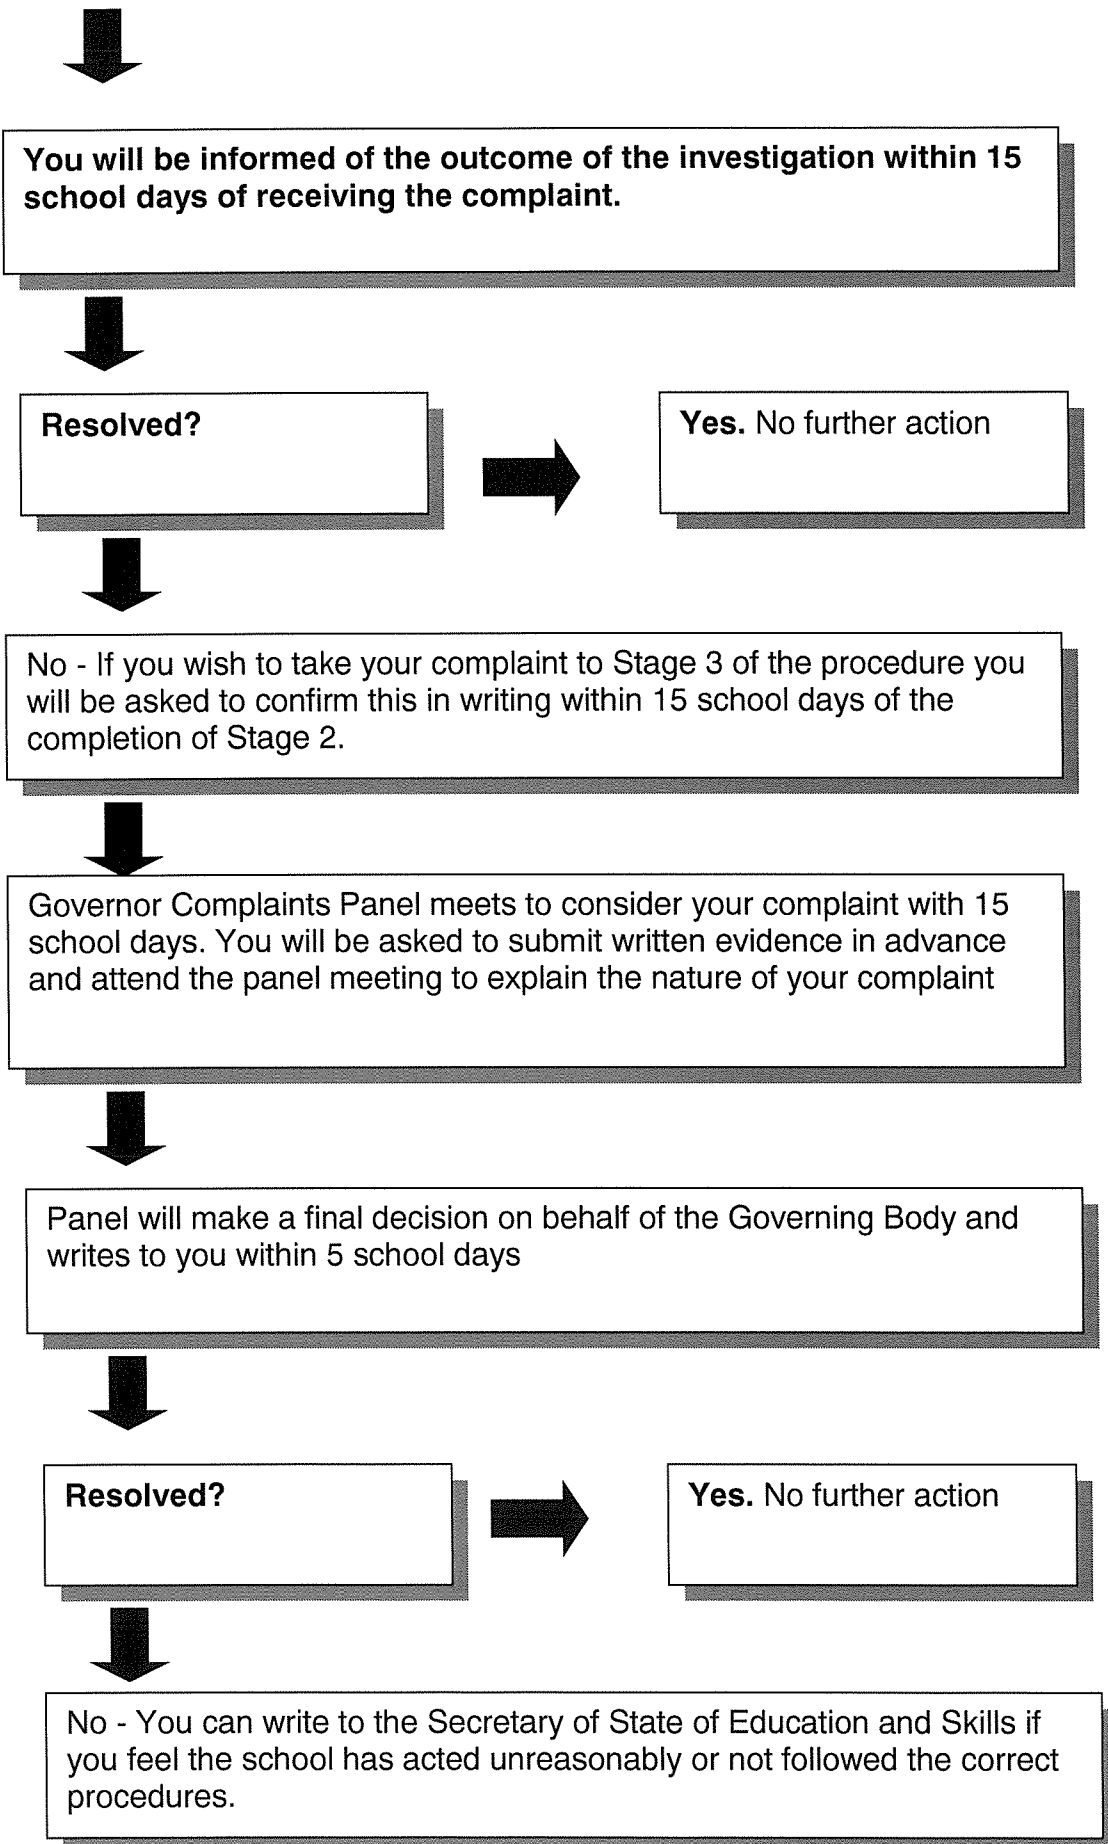 You will be informed of the outcome of the investigation within 15
school days of receiving the complaint.
Resolved?
Yes. No further action
No - If you wish to take your complaint to Stage 3 of the procedure you
will be asked to confirm this in writing within 15 school days of the
completion of Stage 2.
Governor Complaints Panel meets to consider your complaint with 15
school days. You will be asked to submit written evidence in advance
and attend the panel meeting to explain the nature of your complaint
Panel will make a final decision on behalf of the Governing Body and
writes to you within 5 school days
Resolved?
Yes. No further action
No - You can write to the Secretary of State of Education and Skills if
you feel the school has acted unreasonably or not followed the correct
procedures.